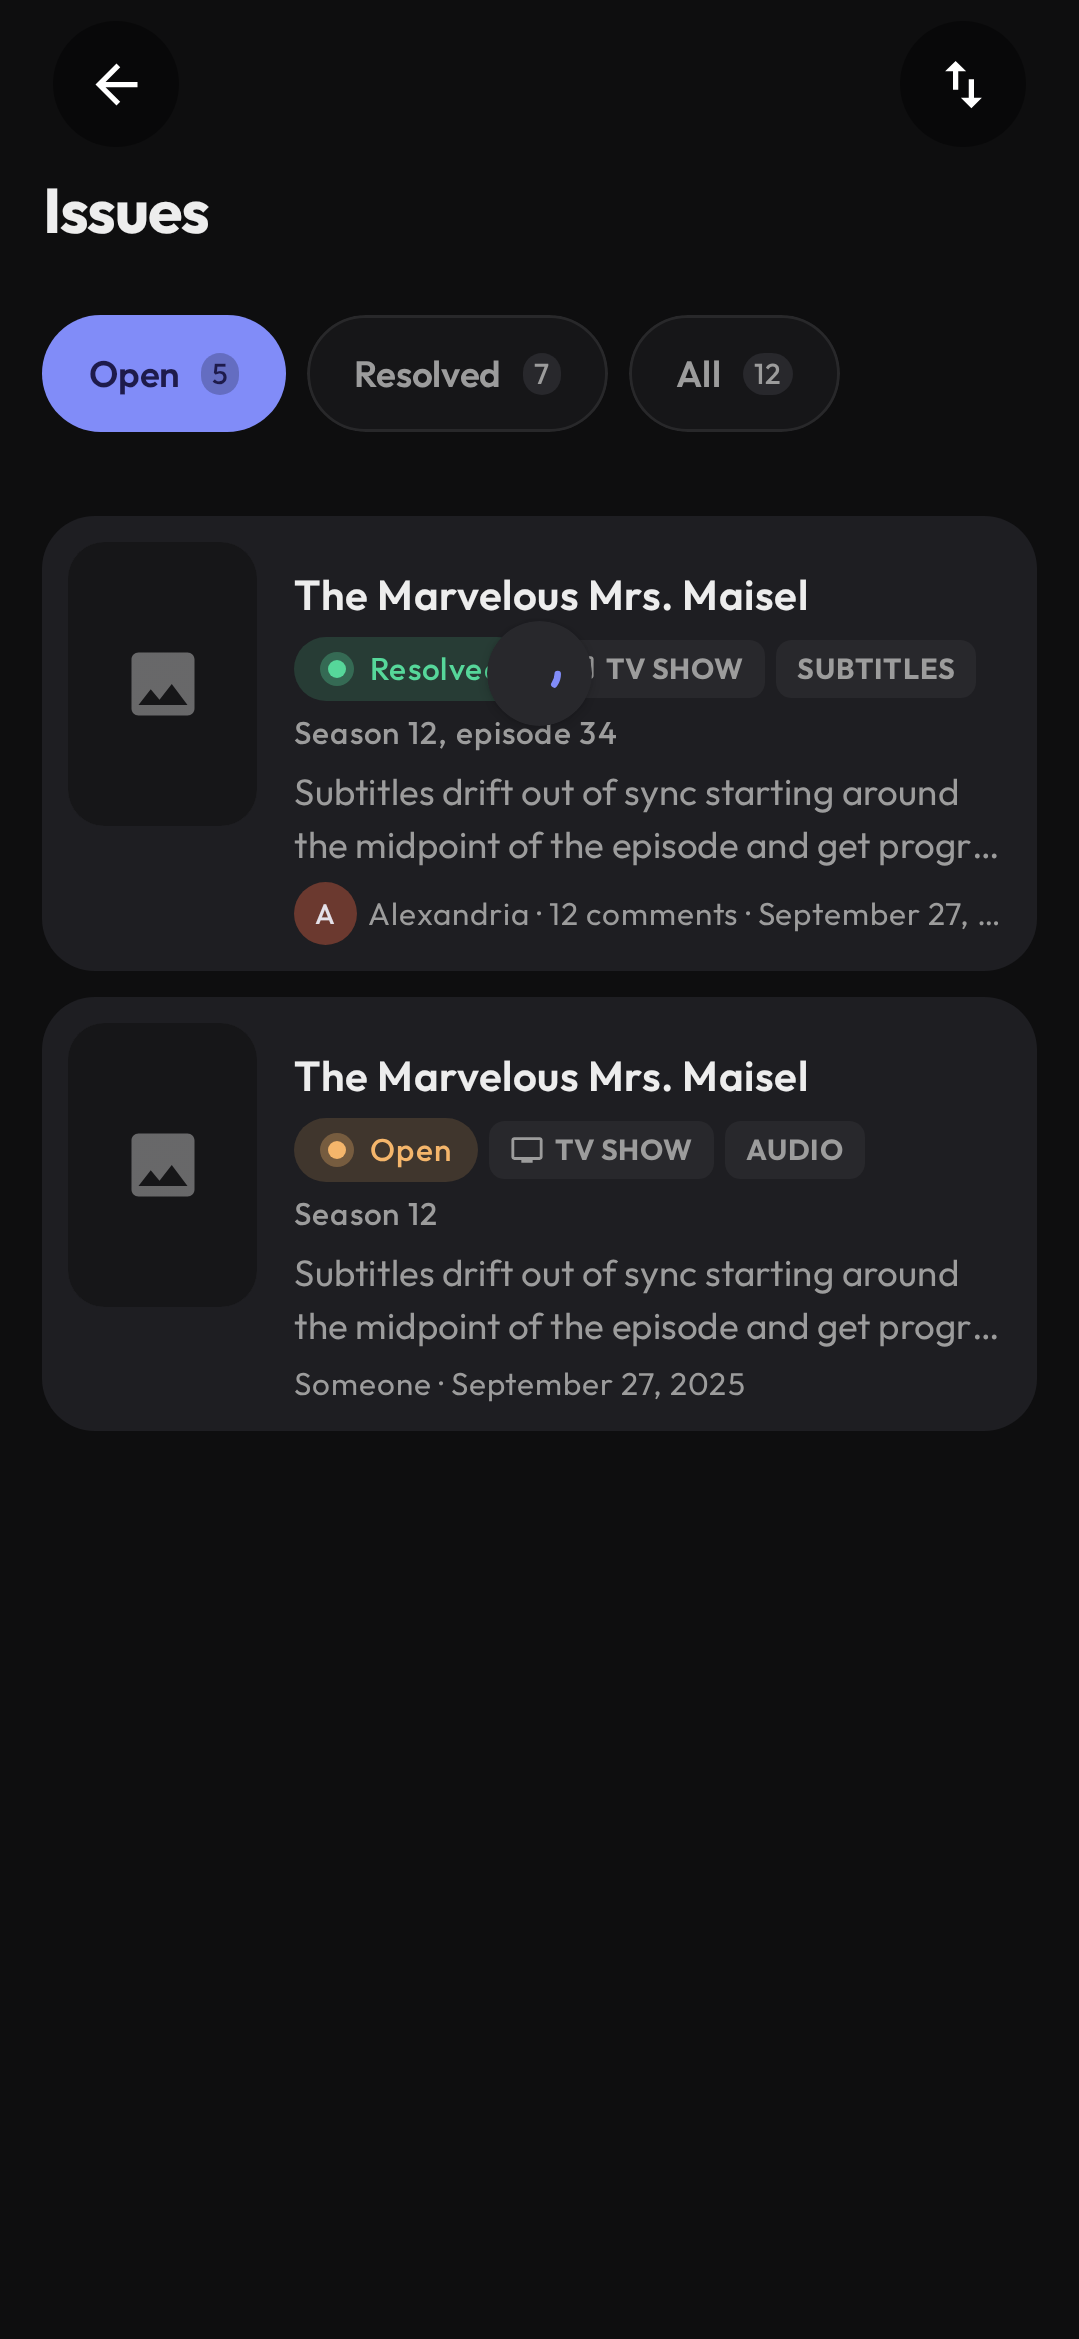 Issues
Open 5 Resolved 7 All 12
The Marvelous Mrs. Maisel
Resolved TV SHOW SUBTITLES
Season 12, episode 34
Subtitles drift out of sync starting around
the midpoint of the episode and get progr...
A Alexandria · 12 comments · September 27, ...
The Marvelous Mrs. Maisel
Open TV SHOW AUDIO
Season 12
Subtitles drift out of sync starting around
the midpoint of the episode and get progr...
Someone · September 27, 2025